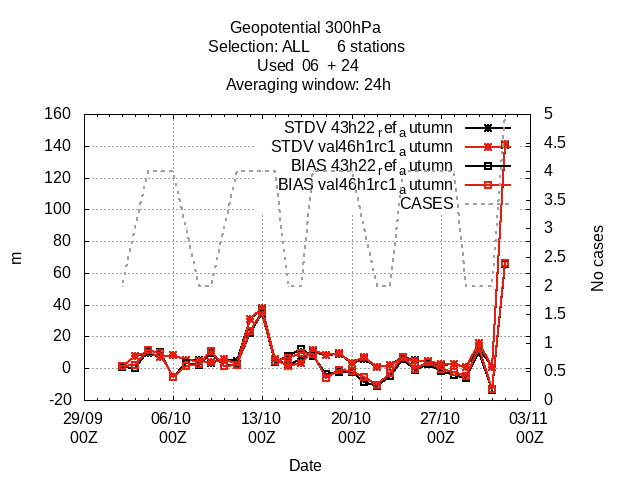 Geopotential 300hPa
Selection: ALL 6 stations
Used 06 + 24
Averaging window: 24h
160
140
120
100
80
60
40
20
0
-20
m
STDV 43h22_ref_autumn
STDV val46h1rc1_autumn
BIAS 43h22_ref_autumn
BIAS val46h1rc1_autumn
CASES
5
4.5
4
3.5
3
2.5
2
1.5
1
0.5
0
No cases
29/09 06/10 13/10 20/10 27/10 03/11
00Z 00Z 00Z 00Z 00Z 00Z
Date